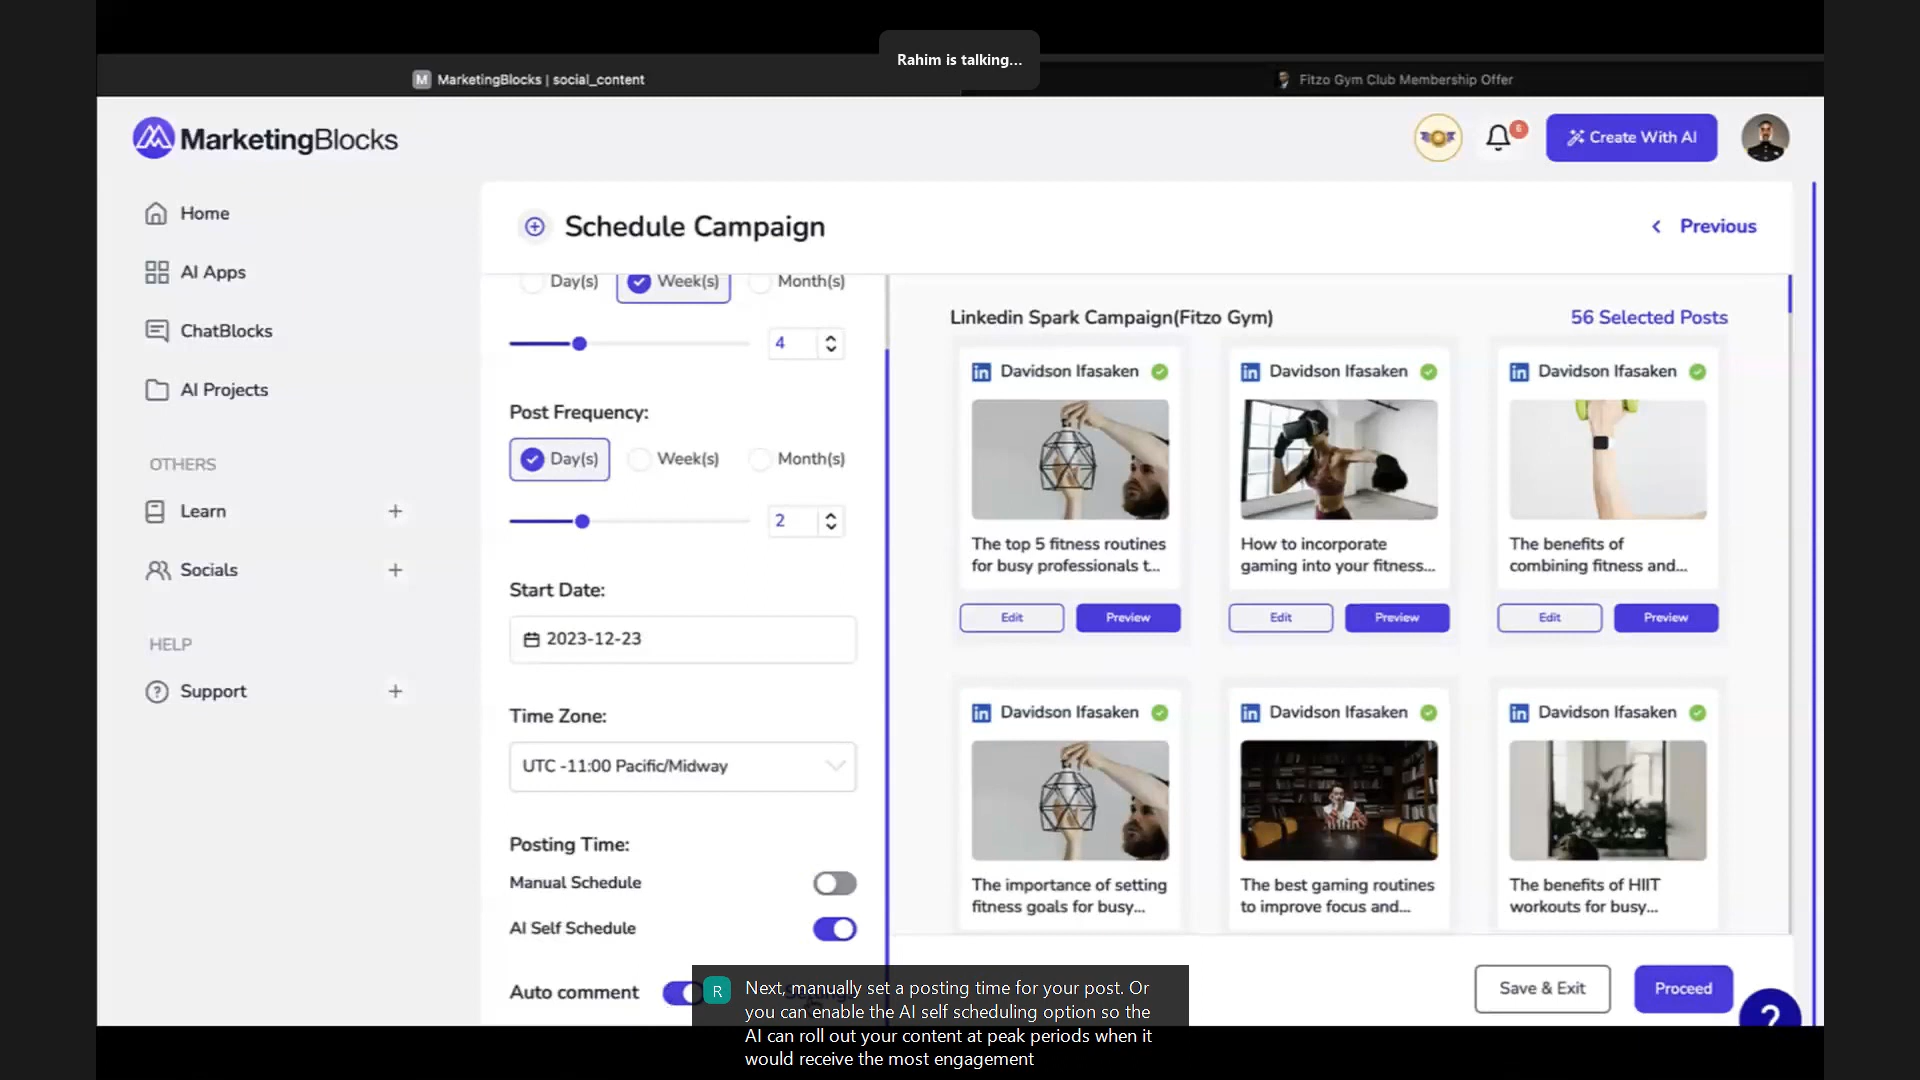 Rahim is talking...
M MarketingBlocks | social_content
Fitzo Gym Club Membership Offer
MarketingBlocks
6
Create With AI
Home
AI Apps
ChatBlocks
AI Projects
OTHERS
Learn
Socials
HELP
Support
Schedule Campaign
Previous
Day(s) Week(s) Month(s)
4
Post Frequency:
Day(s) Week(s) Month(s)
2
Start Date:
2023-12-23
Time Zone:
UTC -11:00 Pacific/Midway
Posting Time:
Manual Schedule
AI Self Schedule
Auto comment
Linkedin Spark Campaign(Fitzo Gym)
56 Selected Posts
in Davidson Ifasaken
The top 5 fitness routines
for busy professionals t...
Edit Preview
in Davidson Ifasaken
How to incorporate
gaming into your fitness...
Edit Preview
in Davidson Ifasaken
The benefits of
combining fitness and...
Edit Preview
in Davidson Ifasaken
The importance of setting
fitness goals for busy...
in Davidson Ifasaken
The best gaming routines
to improve focus and...
in Davidson Ifasaken
The benefits of HIIT
workouts for busy...
Save & Exit
Proceed
?
R
Next, manually set a posting time for your post. Or
you can enable the AI self scheduling option so the
AI can roll out your content at peak periods when it
would receive the most engagement